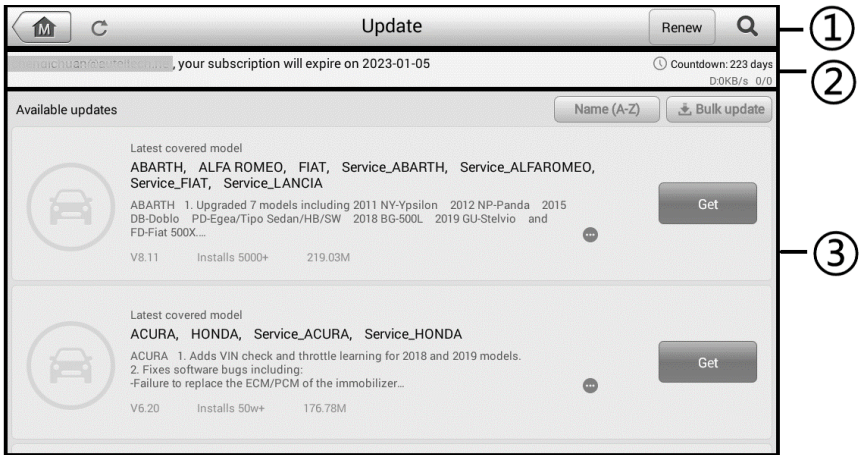 M Update Renew ①
, your subscription will expire on 2023-01-05 Countdown: 223 days ②
D:0KB/s 0/0
Available updates Name (A-Z) Bulk update
Latest covered model
ABARTH, ALFA ROMEO, FIAT, Service_ABARTH, Service_ALFAROMEO,
Service_FIAT, Service_LANCIA
ABARTH 1. Upgraded 7 models including 2011 NY-Ypsilon 2012 NP-Panda 2015
DB-Doblo PD-Egea/Tipo Sedan/HB/SW 2018 BG-500L 2019 GU-Stelvio and
FD-Fiat 500X....
Get
V8.11 Installs 5000+ 219.03M
③
Latest covered model
ACURA, HONDA, Service_ACURA, Service_HONDA
ACURA 1. Adds VIN check and throttle learning for 2018 and 2019 models.
2. Fixes software bugs including:
-Failure to replace the ECM/PCM of the immobilizer...
Get
V6.20 Installs 50w+ 176.78M